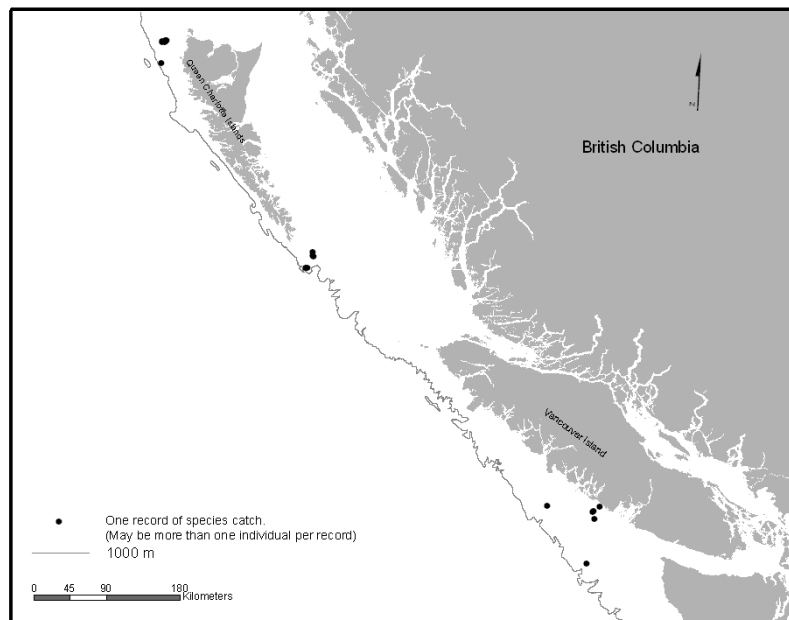 Queen Charlotte Islands
N
British Columbia
Vancouver Island
One record of species catch.
(May be more than one individual per record)
1000 m
0 45 90 180
Kilometers